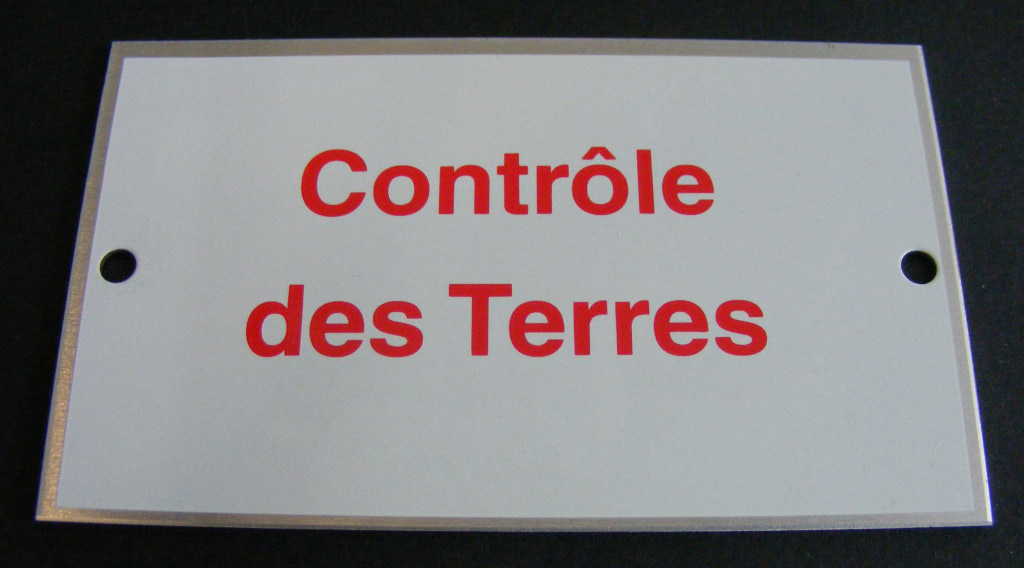 Contrôle
des Terres